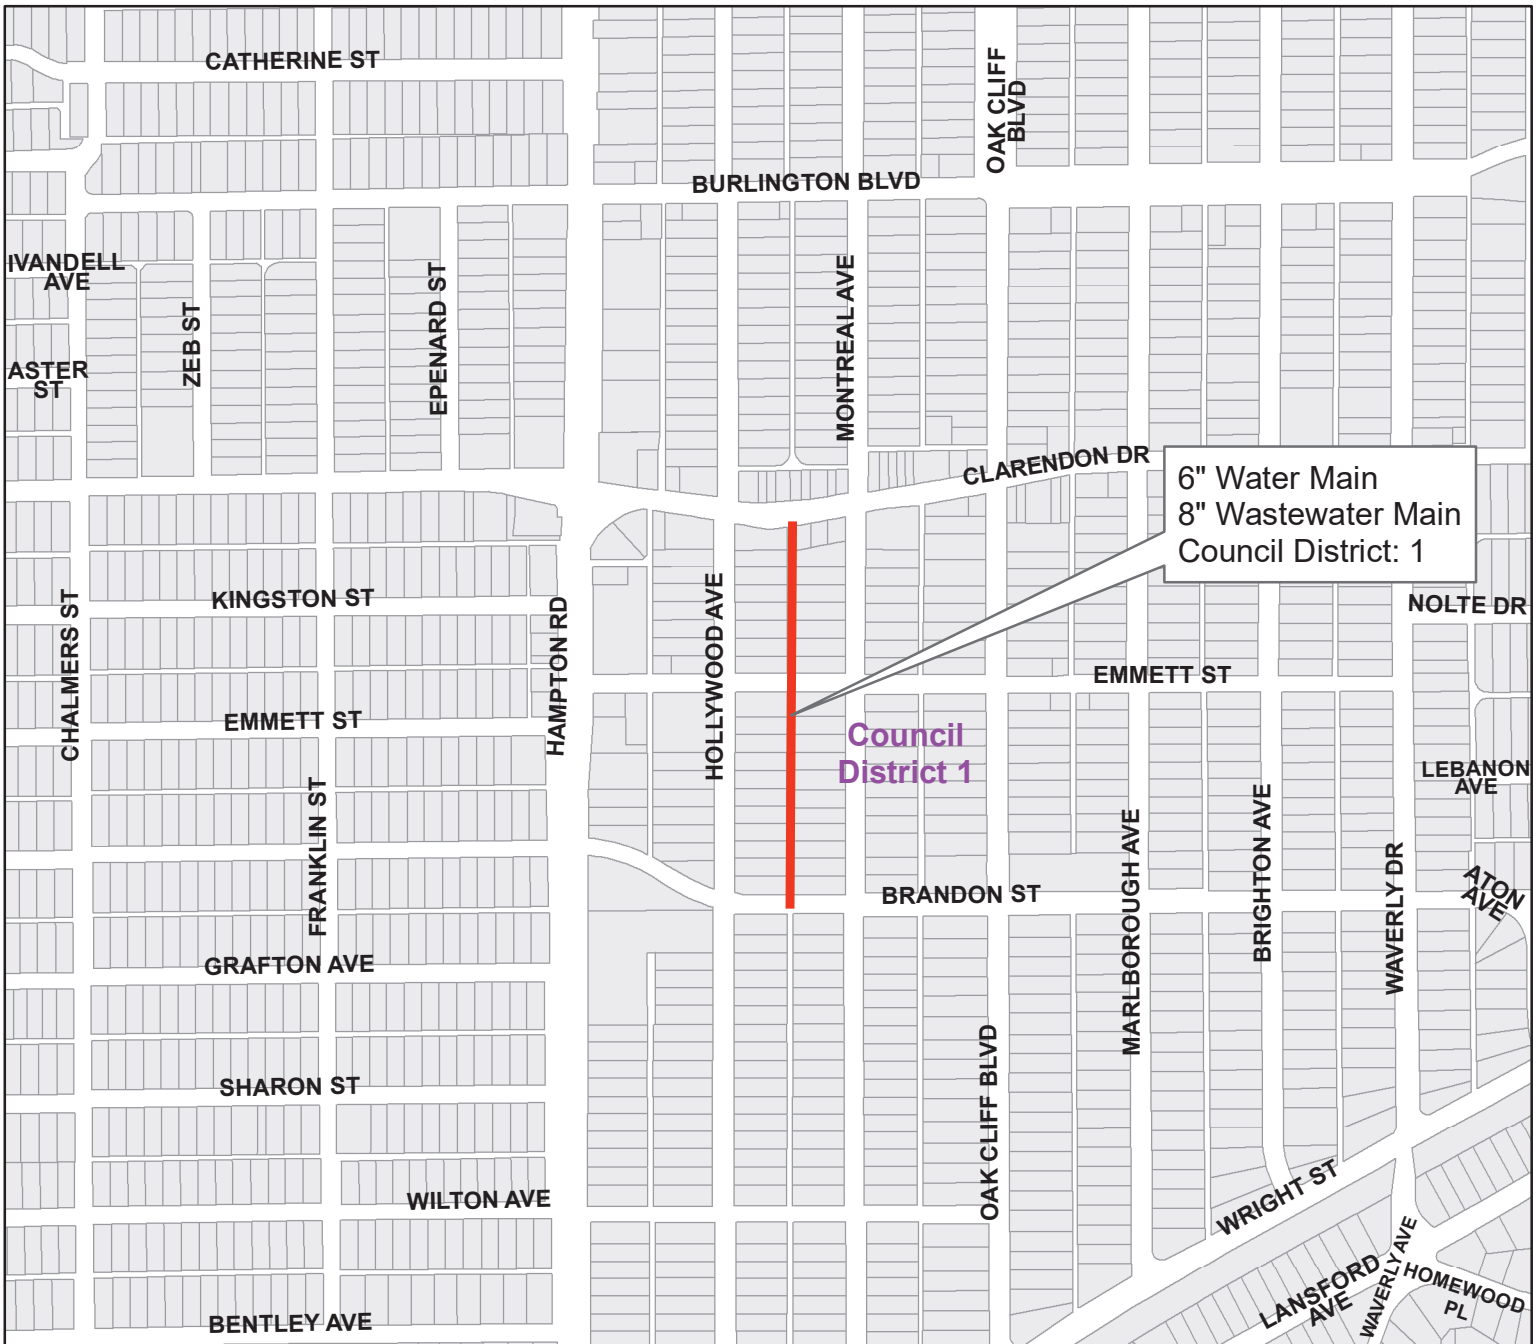 CATHERINE ST
OAK CLIFF
BLVD
BURLINGTON BLVD
IVANDELL
AVE
ZEB ST
EPENARD ST
MONTREAL AVE
ASTER
ST
CLARENDON DR
6" Water Main
8" Wastewater Main
Council District: 1
CHALMERS ST
KINGSTON ST
HAMPTON RD
HOLLYWOOD AVE
NOLTE DR
EMMETT ST
EMMETT ST
Council
District 1
LEBANON
AVE
FRANKLIN ST
MARLBOROUGH AVE
BRIGHTON AVE
WAVERLY DR
BRANDON ST
ATON
AVE
GRAFTON AVE
OAK CLIFF BLVD
SHARON ST
WILTON AVE
WRIGHT ST
LANSFORD
AVE
WAVERLY AVE
HOMEWOOD
PL
BENTLEY AVE